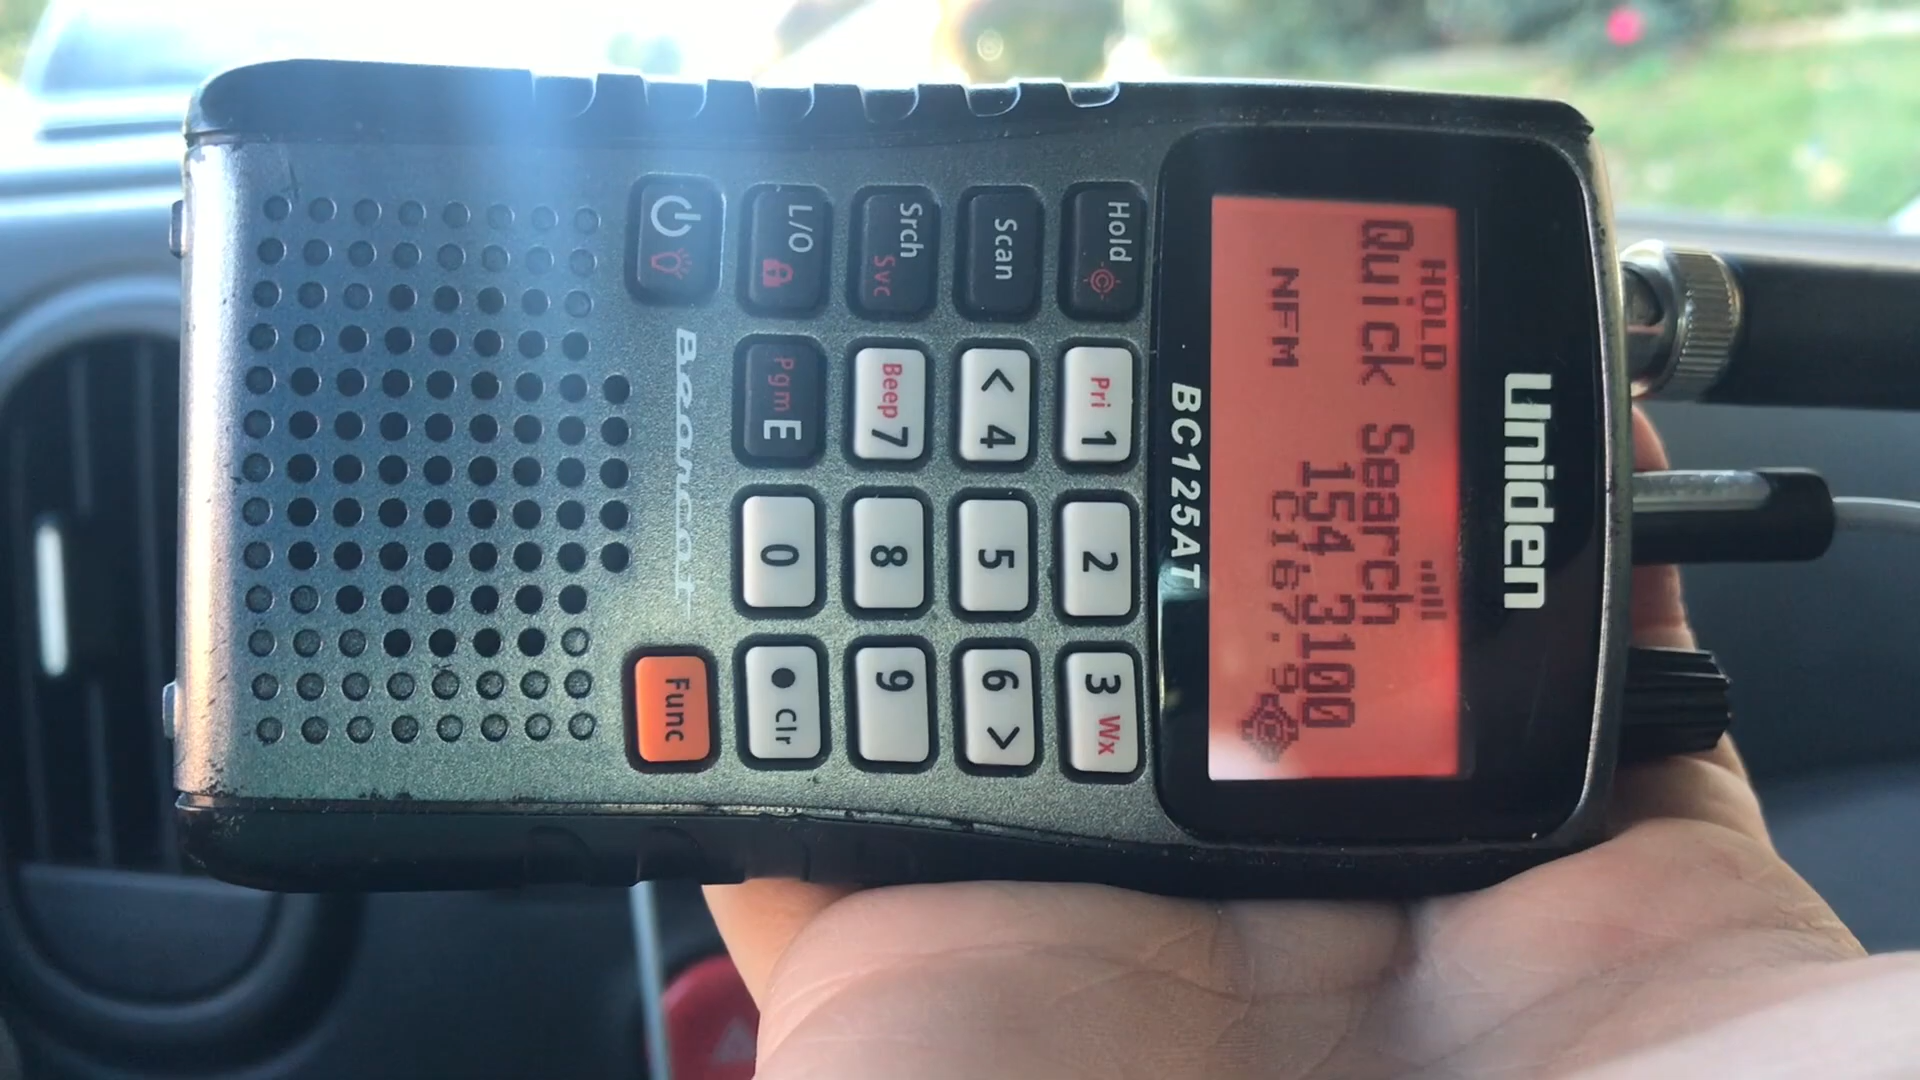 Uniden
HOLD
Quick Search
154.3100
NFM C167.9
BC125AT
Hold Pri 1 2 3 Wx
Scan < 4 5 6 >
Srch Svc Beep 7 8 9
L/O Pgm E 0 • Clr
Bearcat
Func